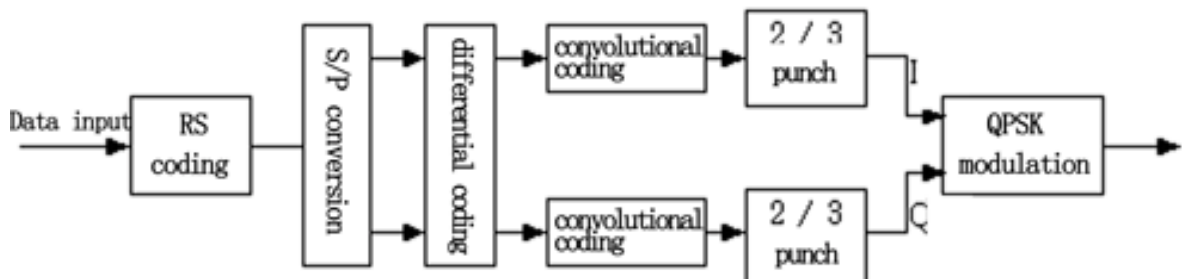 Data input
RS
coding
S/P conversion
differential coding
convolutional
coding
2 / 3
punch
I
convolutional
coding
2 / 3
punch
Q
QPSK
modulation